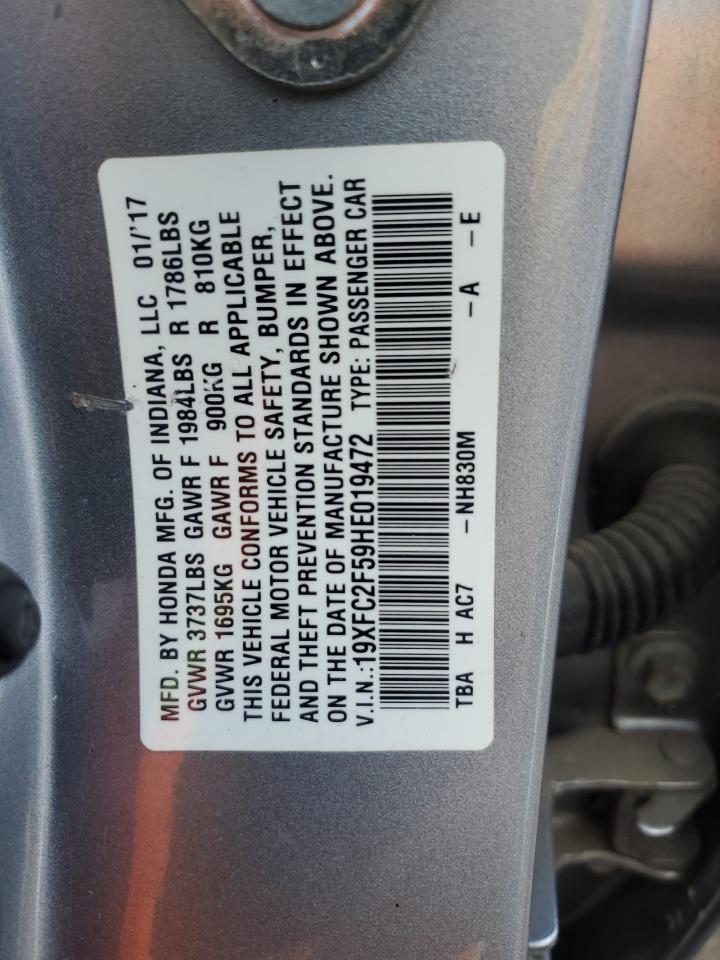 MFD. BY HONDA MFG. OF INDIANA, LLC 01/'17
GVWR 3737LBS GAWR F 1984LBS R 1786LBS
GVWR 1695KG GAWR F 900KG R 810KG
THIS VEHICLE CONFORMS TO ALL APPLICABLE
FEDERAL MOTOR VEHICLE SAFETY, BUMPER,
AND THEFT PREVENTION STANDARDS IN EFFECT
ON THE DATE OF MANUFACTURE SHOWN ABOVE.
V.I.N.:19XFC2F59HE019472 TYPE: PASSENGER CAR
TBA H AC7 -NH830M -A -E